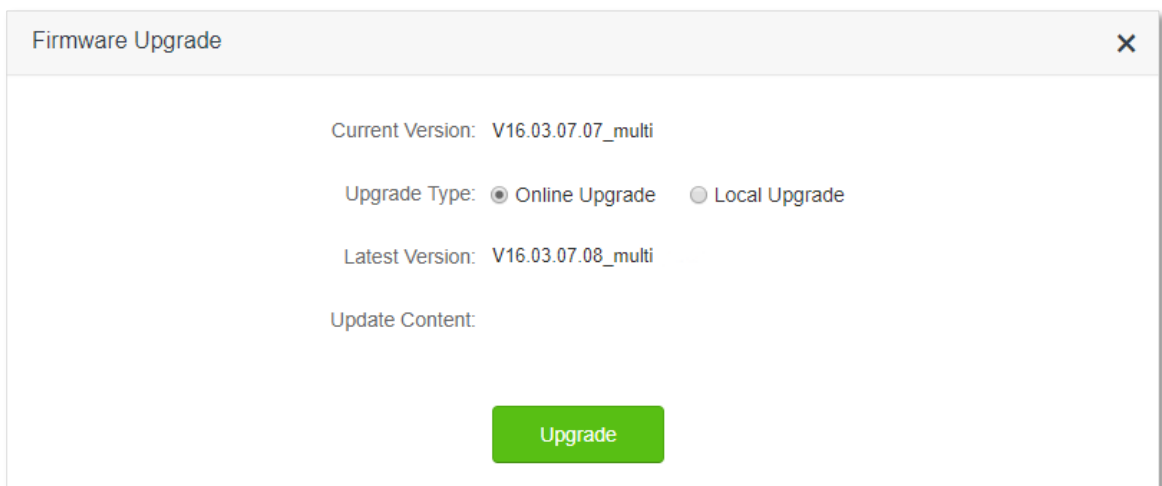 Firmware Upgrade
Current Version: V16.03.07.07_multi
Upgrade Type: Online Upgrade Local Upgrade
Latest Version: V16.03.07.08_multi
Update Content:
Upgrade